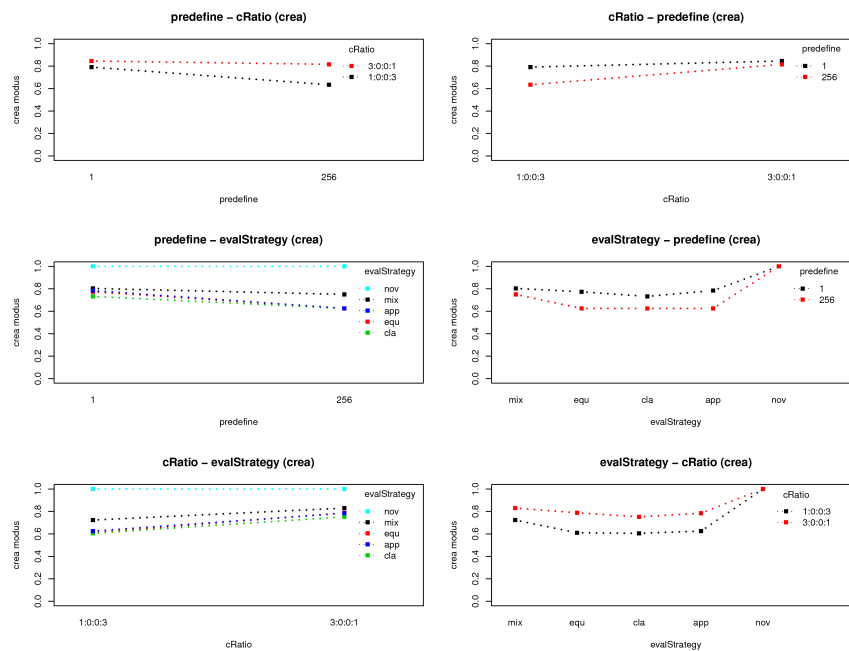 predefine − cRatio (crea)
crea modus
0.0 0.2 0.4 0.6 0.8 1.0
cRatio
3:0:0:1
1:0:0:3
1 256
predefine
cRatio − predefine (crea)
crea modus
0.0 0.2 0.4 0.6 0.8 1.0
predefine
1
256
1:0:0:3 3:0:0:1
cRatio
predefine − evalStrategy (crea)
crea modus
0.0 0.2 0.4 0.6 0.8 1.0
evalStrategy
nov
mix
app
equ
cla
1 256
predefine
evalStrategy − predefine (crea)
crea modus
0.0 0.2 0.4 0.6 0.8 1.0
predefine
1
256
mix equ cla app nov
evalStrategy
cRatio − evalStrategy (crea)
crea modus
0.0 0.2 0.4 0.6 0.8 1.0
evalStrategy
nov
mix
equ
app
cla
1:0:0:3 3:0:0:1
cRatio
evalStrategy − cRatio (crea)
crea modus
0.0 0.2 0.4 0.6 0.8 1.0
cRatio
1:0:0:3
3:0:0:1
mix equ cla app nov
evalStrategy